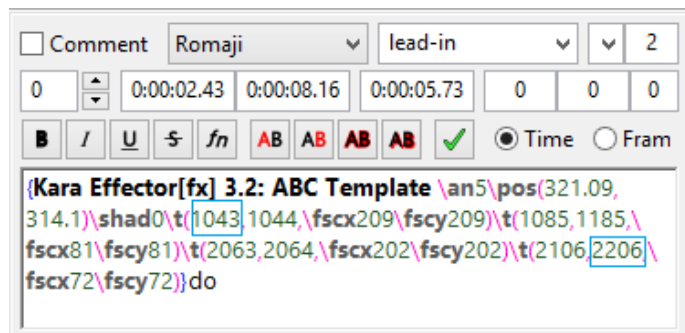 Comment Romaji lead-in 2
0 0:00:02.43 0:00:08.16 0:00:05.73 0 0 0
B I U S fn AB AB AB AB Time Fram
{Kara Effector[fx] 3.2: ABC Template \an5\pos(321.09,
314.1)\shad0\t(1043,1044,\fscx209\fscy209)\t(1085,1185,\
fscx81\fscy81)\t(2063,2064,\fscx202\fscy202)\t(2106,2206,\
fscx72\fscy72)}do